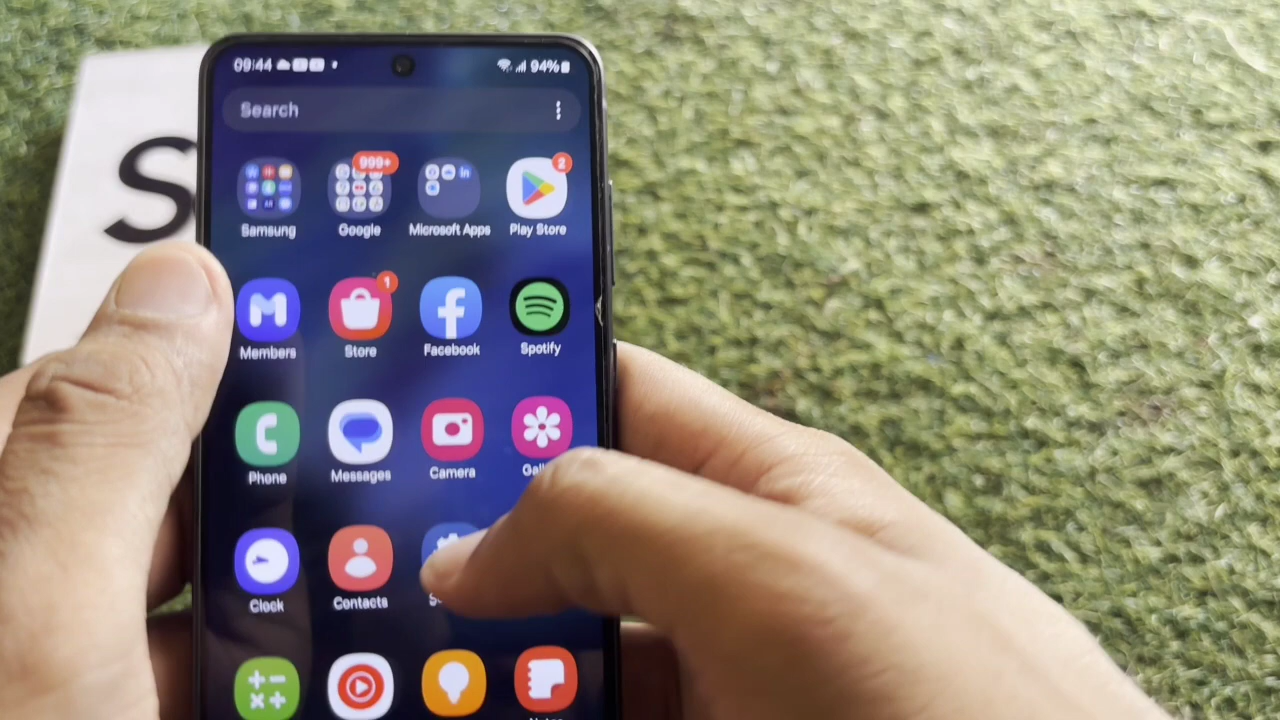 S
09:44
94%
Search
999+
2
Samsung
Google
Microsoft Apps
Play Store
1
Members
Store
Facebook
Spotify
Phone
Messages
Camera
Gall
Clock
Contacts